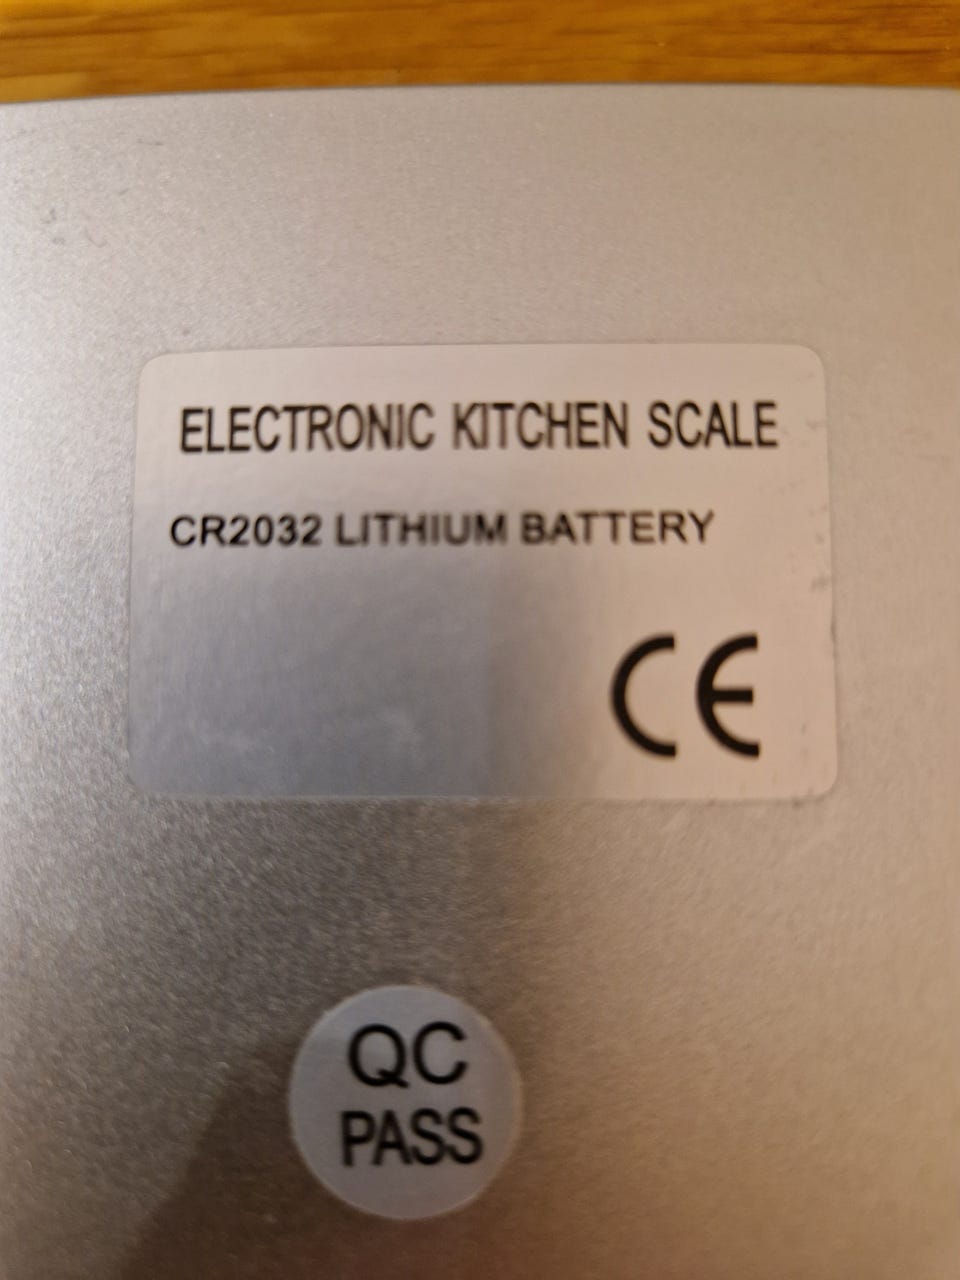 ELECTRONIC KITCHEN SCALE
CR2032 LITHIUM BATTERY
CE
QC
PASS